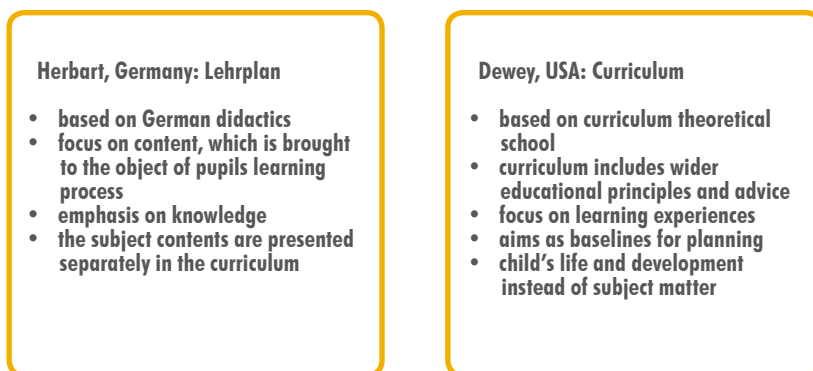 Herbart, Germany: Lehrplan
• based on German didactics
• focus on content, which is brought
to the object of pupils learning
process
• emphasis on knowledge
• the subject contents are presented
separately in the curriculum
Dewey, USA: Curriculum
• based on curriculum theoretical
school
• curriculum includes wider
educational principles and advice
• focus on learning experiences
• aims as baselines for planning
• child’s life and development
instead of subject matter